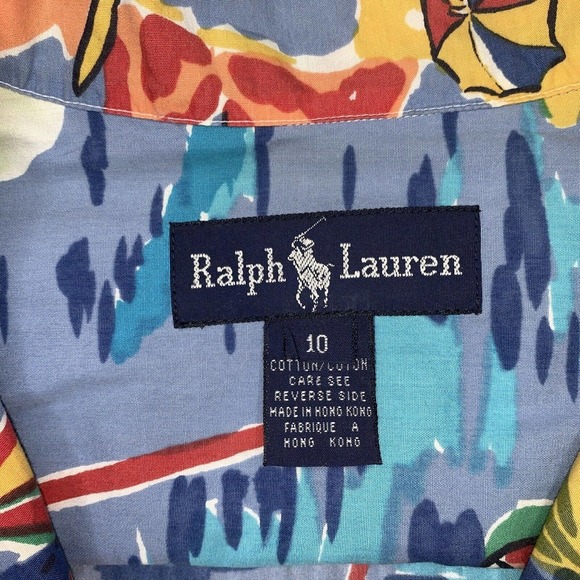 Ralph Lauren
10
COTTON/COTON
CARE SEE
REVERSE SIDE
MADE IN HONG KONG
FABRIQUE A
HONG KONG